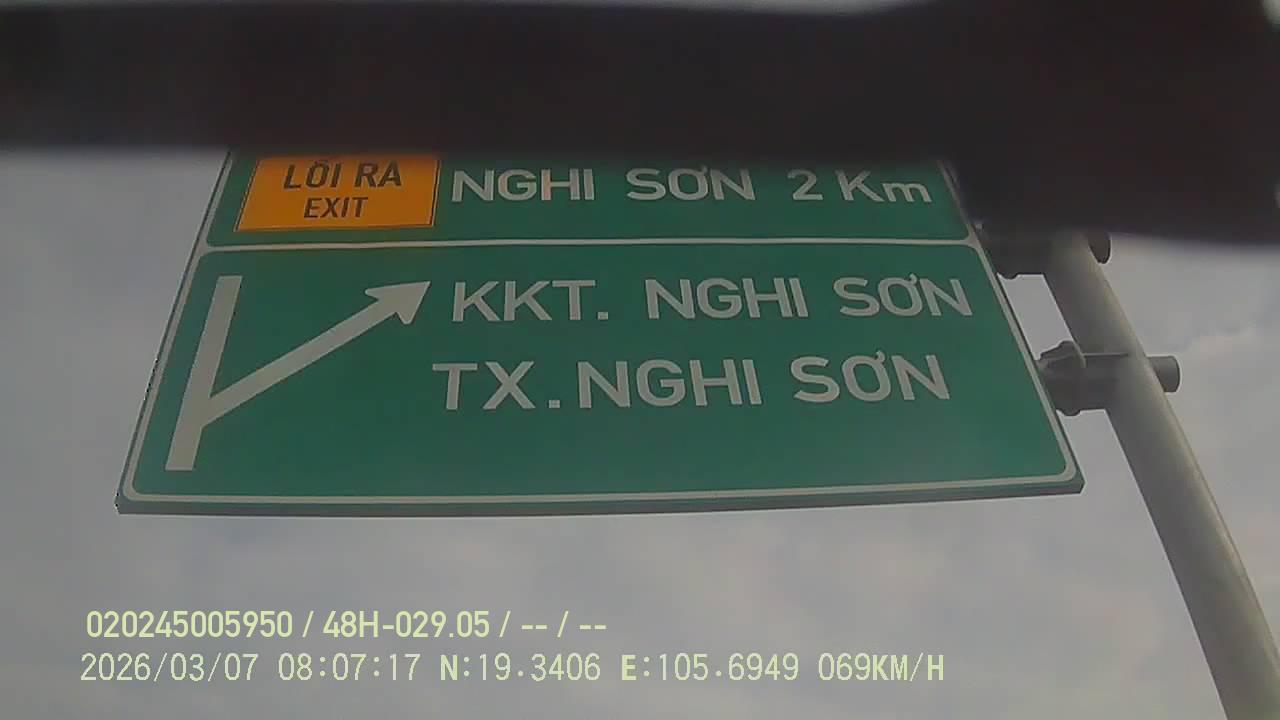 LỐI RA
EXIT
NGHI SƠN 2 Km
KKT. NGHI SƠN
TX. NGHI SƠN
020245005950 / 48H-029.05 / -- / --
2026/03/07 08:07:17 N:19.3406 E:105.6949 069KM/H